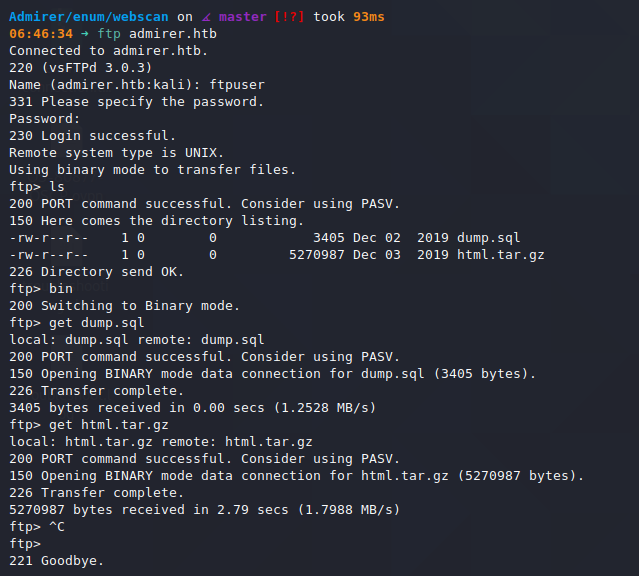 Admirer/enum/webscan on ∡ master [!?] took 93ms
06:46:34 → ftp admirer.htb
Connected to admirer.htb.
220 (vsFTPd 3.0.3)
Name (admirer.htb:kali): ftpuser
331 Please specify the password.
Password:
230 Login successful.
Remote system type is UNIX.
Using binary mode to transfer files.
ftp> ls
200 PORT command successful. Consider using PASV.
150 Here comes the directory listing.
-rw-r--r--    1 0        0            3405 Dec 02  2019 dump.sql
-rw-r--r--    1 0        0         5270987 Dec 03  2019 html.tar.gz
226 Directory send OK.
ftp> bin
200 Switching to Binary mode.
ftp> get dump.sql
local: dump.sql remote: dump.sql
200 PORT command successful. Consider using PASV.
150 Opening BINARY mode data connection for dump.sql (3405 bytes).
226 Transfer complete.
3405 bytes received in 0.00 secs (1.2528 MB/s)
ftp> get html.tar.gz
local: html.tar.gz remote: html.tar.gz
200 PORT command successful. Consider using PASV.
150 Opening BINARY mode data connection for html.tar.gz (5270987 bytes).
226 Transfer complete.
5270987 bytes received in 2.79 secs (1.7988 MB/s)
ftp> ^C
ftp>
221 Goodbye.